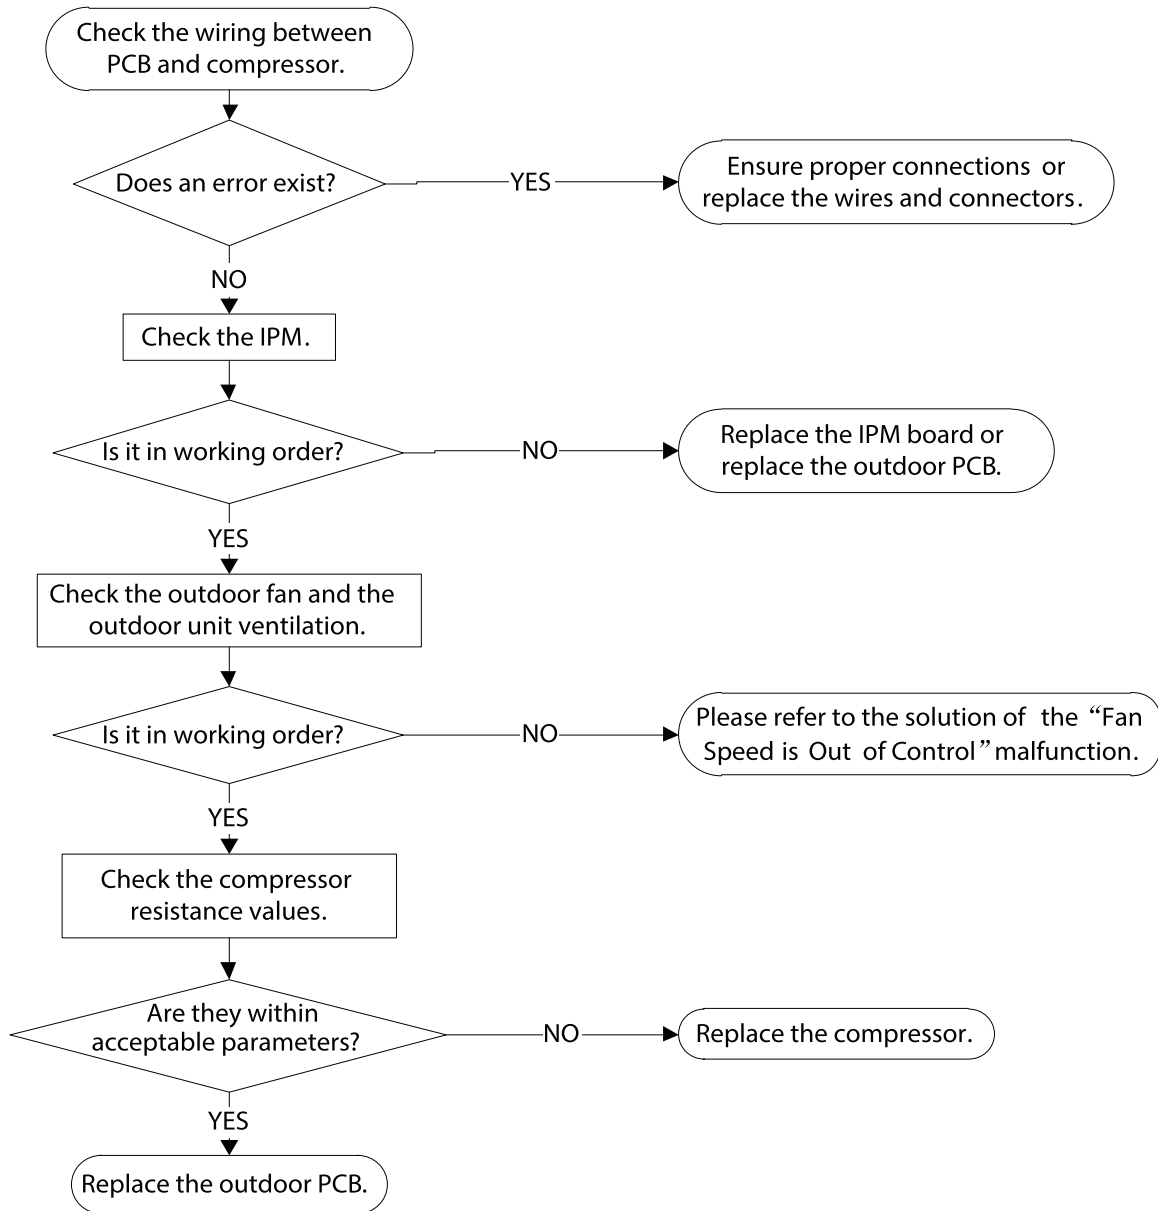 Check the wiring between
PCB and compressor.
Does an error exist?
YES
Ensure proper connections or
replace the wires and connectors.
NO
Check the IPM.
Is it in working order?
NO
Replace the IPM board or
replace the outdoor PCB.
YES
Check the outdoor fan and the
outdoor unit ventilation.
Is it in working order?
NO
Please refer to the solution of the “Fan
Speed is Out of Control” malfunction.
YES
Check the compressor
resistance values.
Are they within
acceptable parameters?
NO
Replace the compressor.
YES
Replace the outdoor PCB.